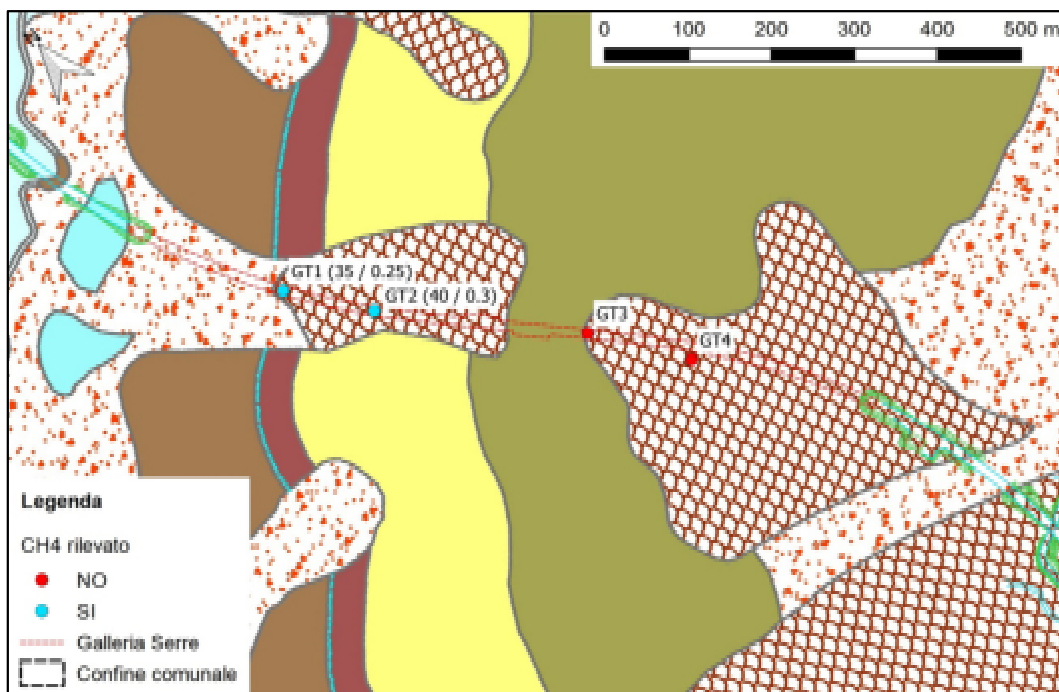 0 100 200 300 400 500 m
GT1 (35 / 0.25)
GT2 (40 / 0.3)
GT3
GT4
Legenda
CH4 rilevato
NO
SI
Galleria Serre
Confine comunale